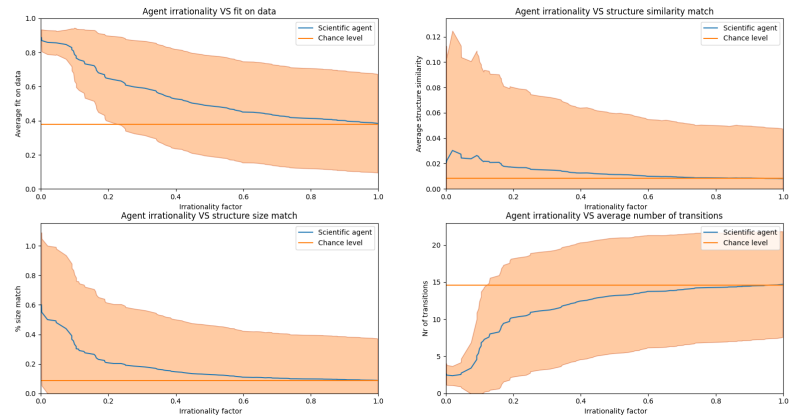 Agent irrationality VS fit on data
1.0
0.8
0.6
0.4
0.2
0.0
Average fit on data
Scientific agent
Chance level
0.0 0.2 0.4 0.6 0.8 1.0
Irrationality factor
Agent irrationality VS structure similarity match
0.12
0.10
0.08
0.06
0.04
0.02
0.00
Average structure similarity
Scientific agent
Chance level
0.0 0.2 0.4 0.6 0.8 1.0
Irrationality factor
Agent irrationality VS structure size match
1.0
0.8
0.6
0.4
0.2
0.0
% size match
Scientific agent
Chance level
0.0 0.2 0.4 0.6 0.8 1.0
Irrationality factor
Agent irrationality VS average number of transitions
20
15
10
5
0
Nr of transitions
Scientific agent
Chance level
0.0 0.2 0.4 0.6 0.8 1.0
Irrationality factor